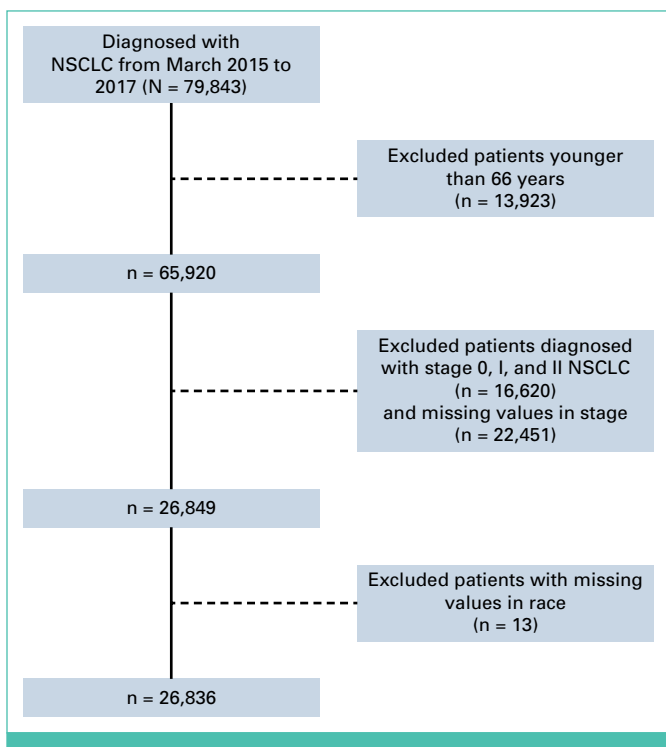 Diagnosed with
NSCLC from March 2015 to
2017 (N = 79,843)
Excluded patients younger
than 66 years
(n = 13,923)
n = 65,920
Excluded patients diagnosed
with stage 0, I, and II NSCLC
(n = 16,620)
and missing values in stage
(n = 22,451)
n = 26,849
Excluded patients with missing
values in race
(n = 13)
n = 26,836